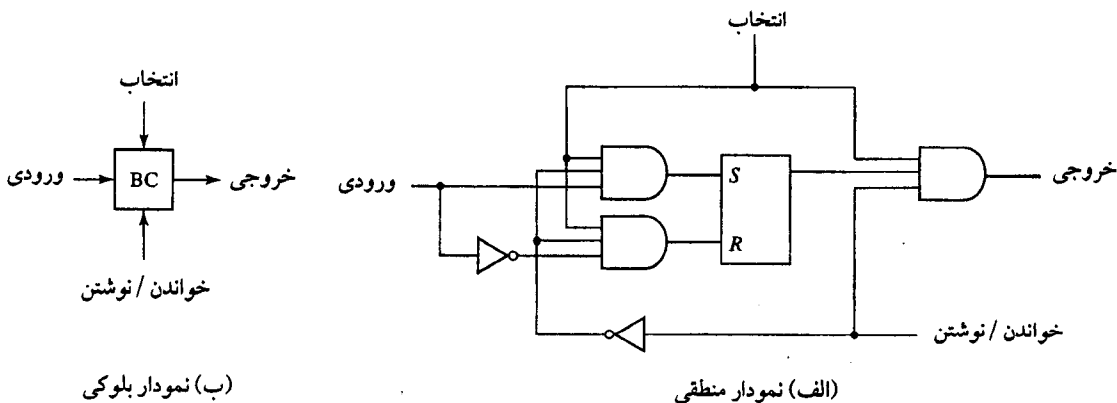 انتخاب
ورودی
S
R
خروجی
خواندن / نوشتن
(الف) نمودار منطقی
انتخاب
ورودی
BC
خروجی
خواندن / نوشتن
(ب) نمودار بلوکی